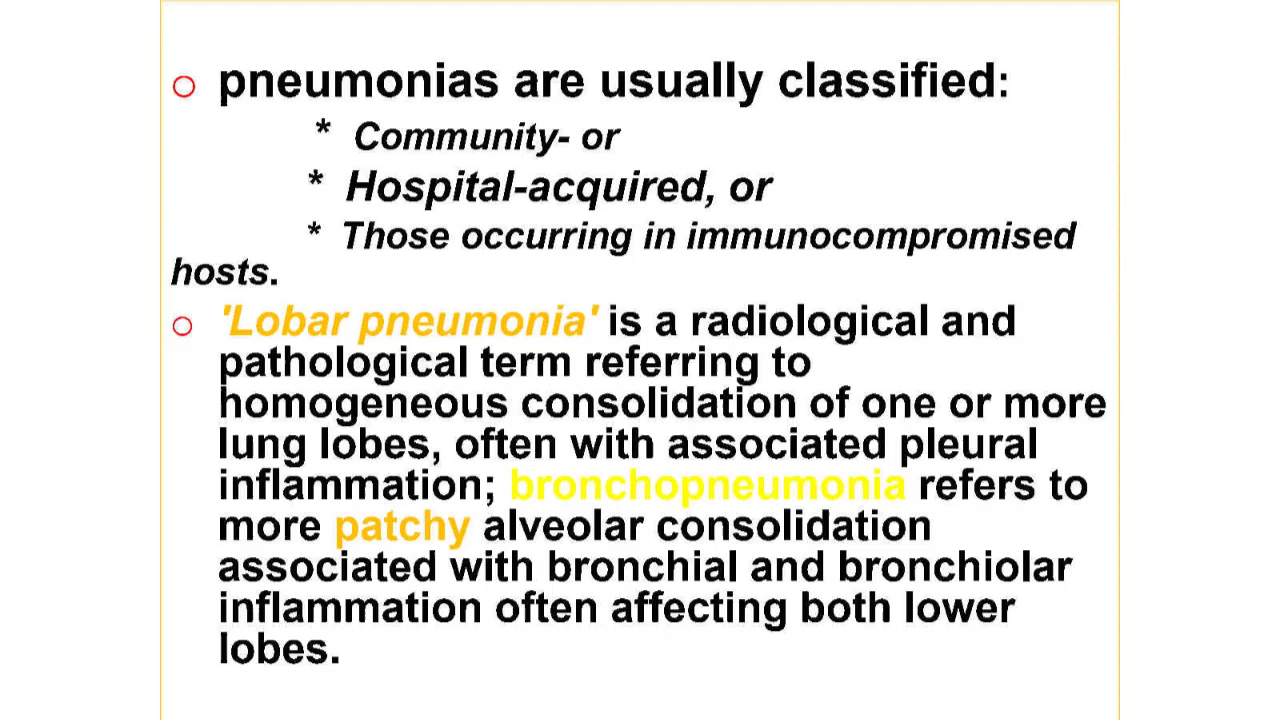 o pneumonias are usually classified:
* Community- or
* Hospital-acquired, or
* Those occurring in immunocompromised
hosts.
o 'Lobar pneumonia' is a radiological and
pathological term referring to
homogeneous consolidation of one or more
lung lobes, often with associated pleural
inflammation; bronchopneumonia refers to
more patchy alveolar consolidation
associated with bronchial and bronchiolar
inflammation often affecting both lower
lobes.